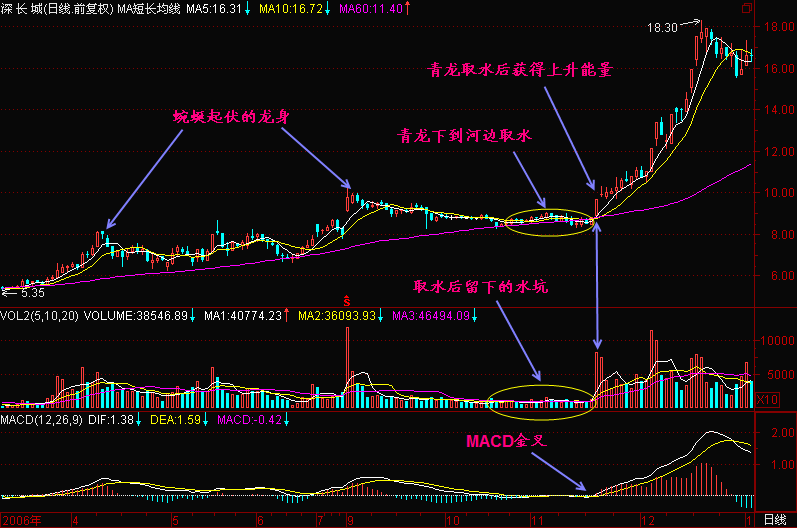 深 长 城(日线.前复权) MA短长均线 MA5:16.31↓ MA10:16.72↓ MA60:11.40↑
18.30
18.00
青龙取水后获得上升能量
16.00
14.00
蜿蜒起伏的龙身
青龙下到河边取水
12.00
10.00
8.00
取水后留下的水坑
5.35
S
VOL2(5,10,20) VOLUME:38546.89↓ MA1:40774.23↑ MA2:36093.93↓ MA3:46494.09↓
10000
5000
X10
MACD(12,26,9) DIF:1.38↓ DEA:1.59↓ MACD:-0.42↓
MACD金叉
2.00
1.00
2006年 4 5 6 7 9 10 11 12 1 日线